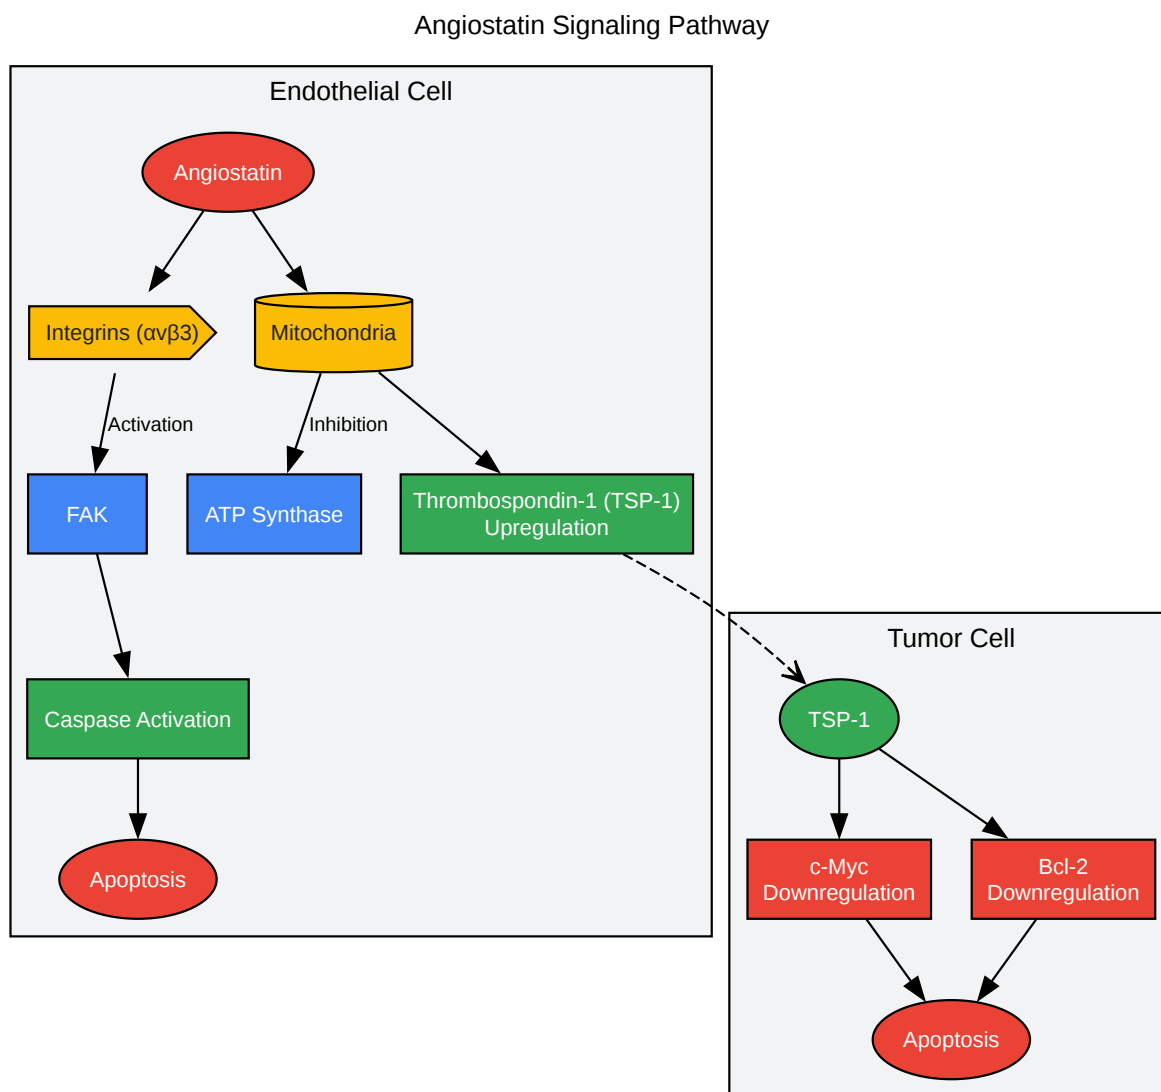 Angiostatin Signaling Pathway
Endothelial Cell
Angiostatin
Integrins (αvβ3)
Mitochondria
Activation
Inhibition
FAK
ATP Synthase
Thrombospondin-1 (TSP-1)
Upregulation
Tumor Cell
Caspase Activation
TSP-1
Apoptosis
c-Myc
Downregulation
Bcl-2
Downregulation
Apoptosis